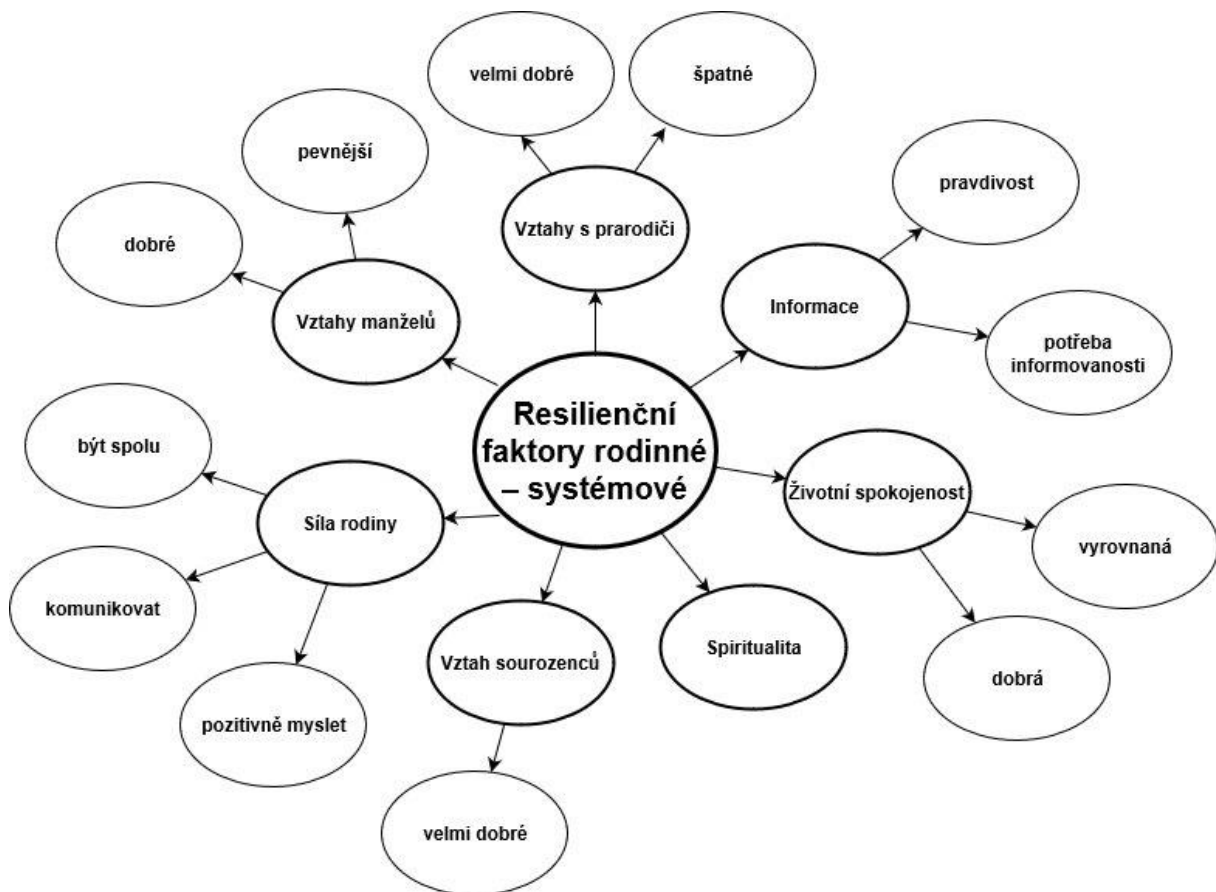 velmi dobré
špatné
pevnější
pravdivost
dobré
Vztahy s prarodiči
Vztahy manželů
Informace
potřeba
informovanosti
Resilienční
faktory rodinné
– systémové
být spolu
Životní spokojenost
Síla rodiny
vyrovnaná
komunikovat
Vztah sourozenců
Spiritualita
dobrá
pozitivně myslet
velmi dobré